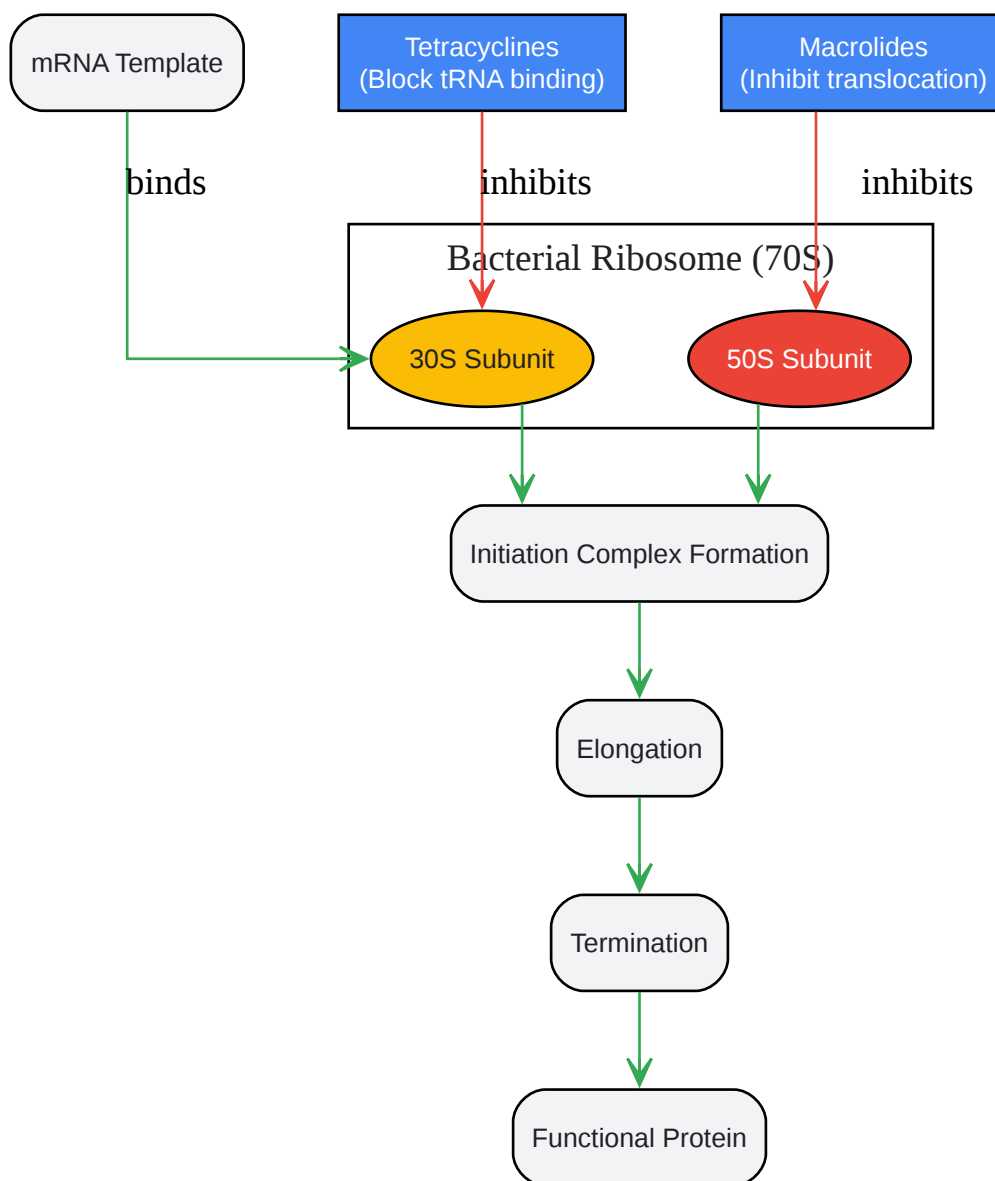 mRNA Template
Tetracyclines
(Block tRNA binding)
Macrolides
(Inhibit translocation)
binds
inhibits
inhibits
Bacterial Ribosome (70S)
30S Subunit
50S Subunit
Initiation Complex Formation
Elongation
Termination
Functional Protein